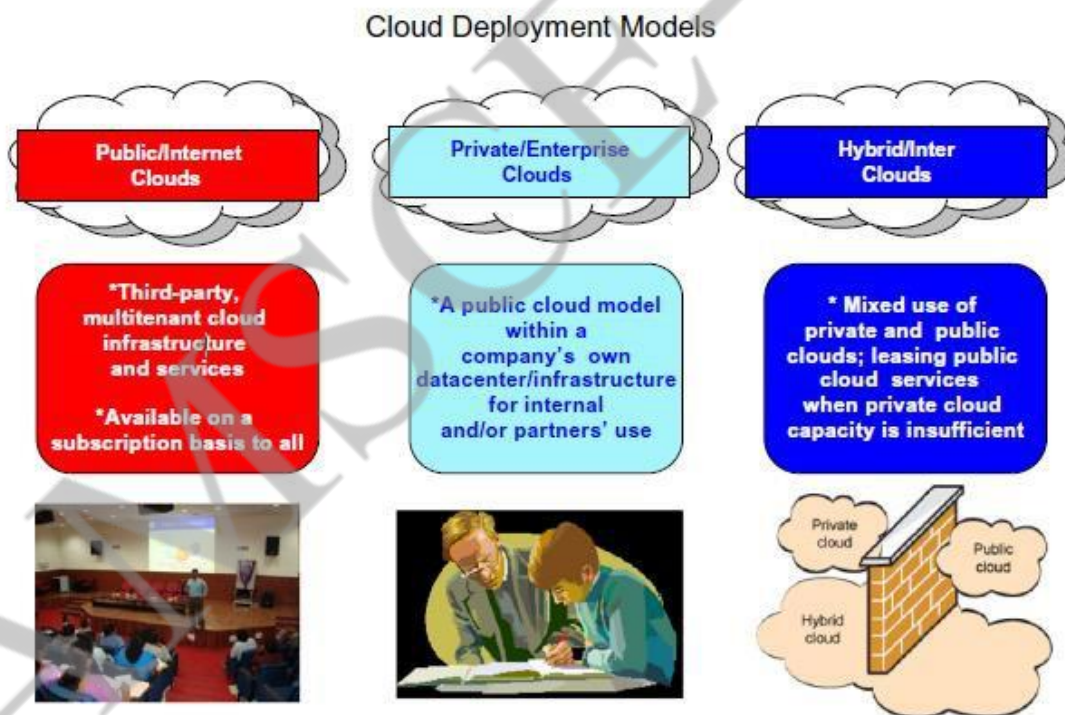 Cloud Deployment Models
Public/Internet
Clouds
Private/Enterprise
Clouds
Hybrid/Inter
Clouds
*Third-party,
multitenant cloud
infrastructure
and services
*Available on a
subscription basis to all
*A public cloud model
within a
company's own
datacenter/infrastructure
for internal
and/or partners' use
* Mixed use of
private and public
clouds; leasing public
cloud services
when private cloud
capacity is insufficient
Private
cloud
Public
cloud
Hybrid
cloud